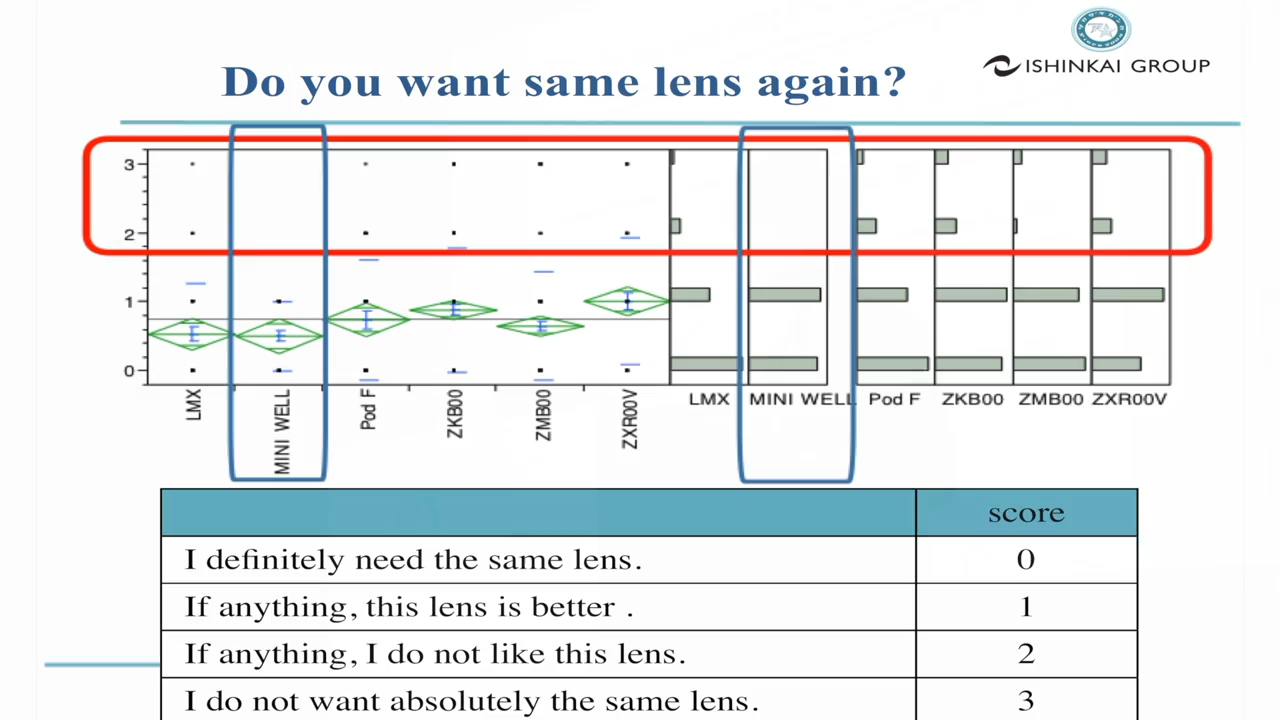 Do you want same lens again?
ISHINKAI GROUP
3
2
1
0
LMX
MINI WELL
Pod F
ZKB00
ZMB00
ZXR00V
LMX MINI WELL Pod F ZKB00 ZMB00 ZXR00V
score
I definitely need the same lens. 0
If anything, this lens is better . 1
If anything, I do not like this lens. 2
I do not want absolutely the same lens. 3